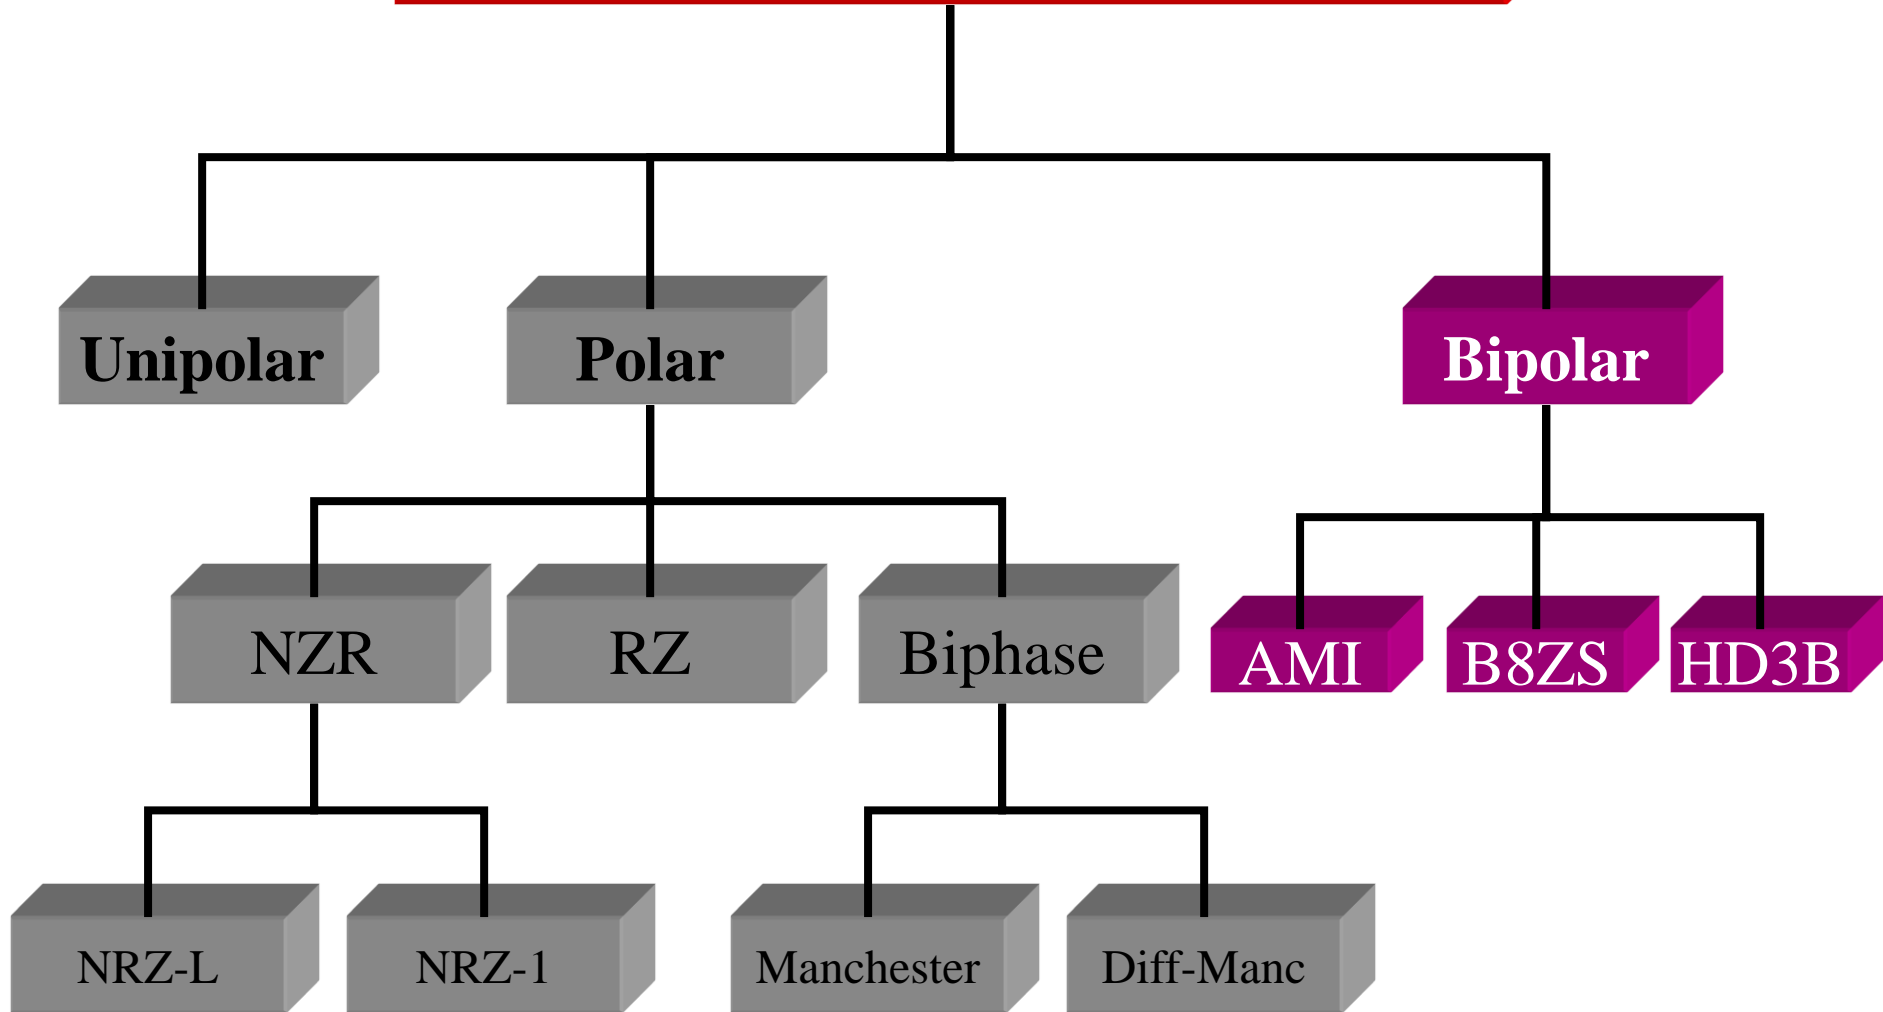 Unipolar
Polar
Bipolar
NZR
RZ
Biphase
AMI
B8ZS
HD3B
NRZ-L
NRZ-1
Manchester
Diff-Manc